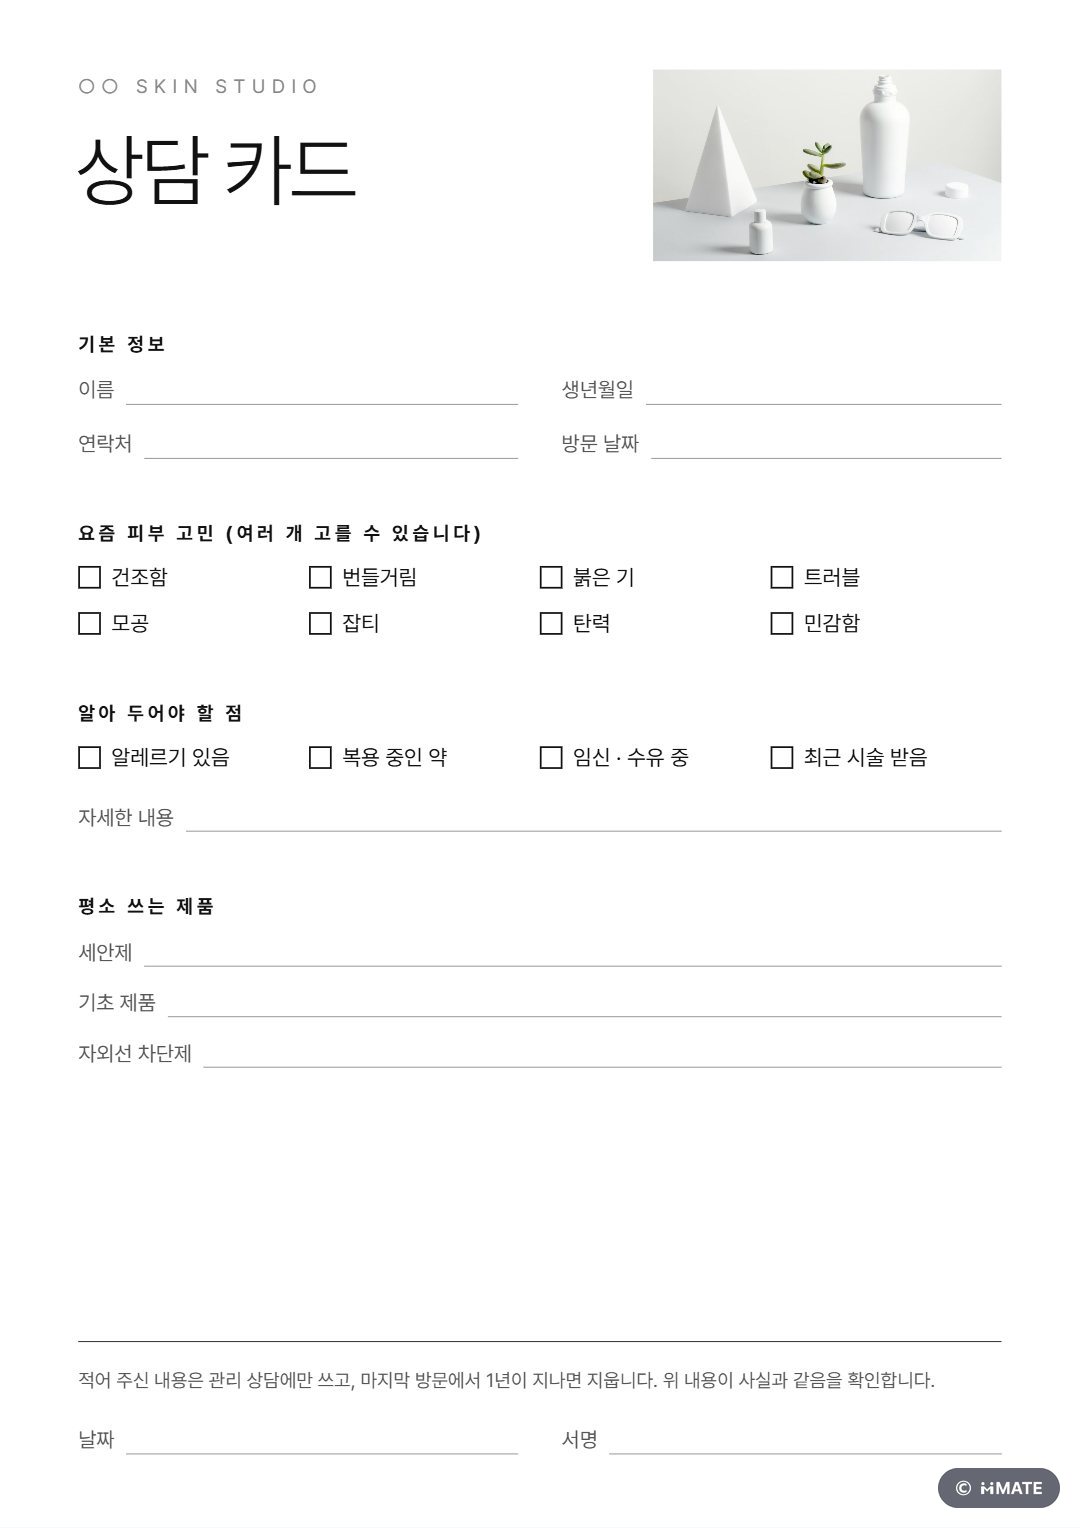 ○○ SKIN STUDIO
상담 카드
기본 정보
이름 생년월일
연락처 방문 날짜
요즘 피부 고민 (여러 개 고를 수 있습니다)
건조함 번들거림 붉은 기 트러블
모공 잡티 탄력 민감함
알아 두어야 할 점
알레르기 있음 복용 중인 약 임신 · 수유 중 최근 시술 받음
자세한 내용
평소 쓰는 제품
세안제
기초 제품
자외선 차단제
적어 주신 내용은 관리 상담에만 쓰고, 마지막 방문에서 1년이 지나면 지웁니다. 위 내용이 사실과 같음을 확인합니다.
날짜 서명
© MMATE